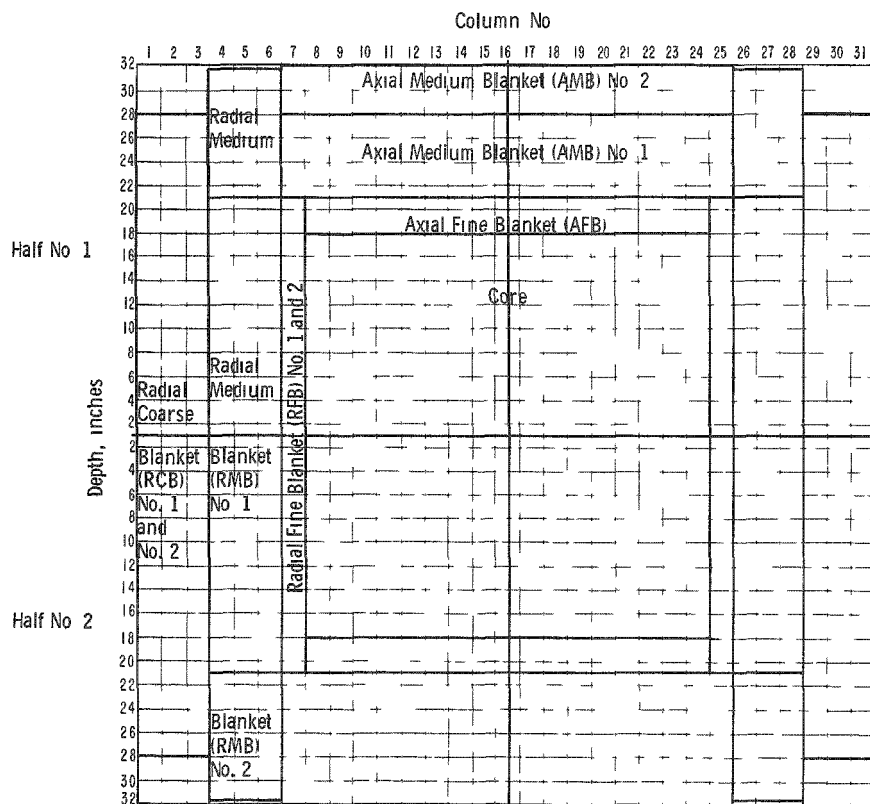 Column No
1 2 3 4 5 6 7 8 9 10 11 12 13 14 15 16 17 18 19 20 21 22 23 24 25 26 27 28 29 30 31
32
30
28
26
24
22
20
18
16
14
12
10
8
6
4
2
2
4
6
8
10
12
14
16
18
20
22
24
26
28
30
32
Depth, inches
Half No 1
Half No 2
Axial Medium Blanket (AMB) No 2
Radial
Medium
Axial Medium Blanket (AMB) No 1
Axial Fine Blanket (AFB)
Core
Radial Fine Blanket (RFB) No. 1 and 2
Radial
Medium
Radial
Coarse
Blanket
(RCB)
No. 1
and
No. 2
Blanket
(RMB)
No 1
Blanket
(RMB)
No. 2